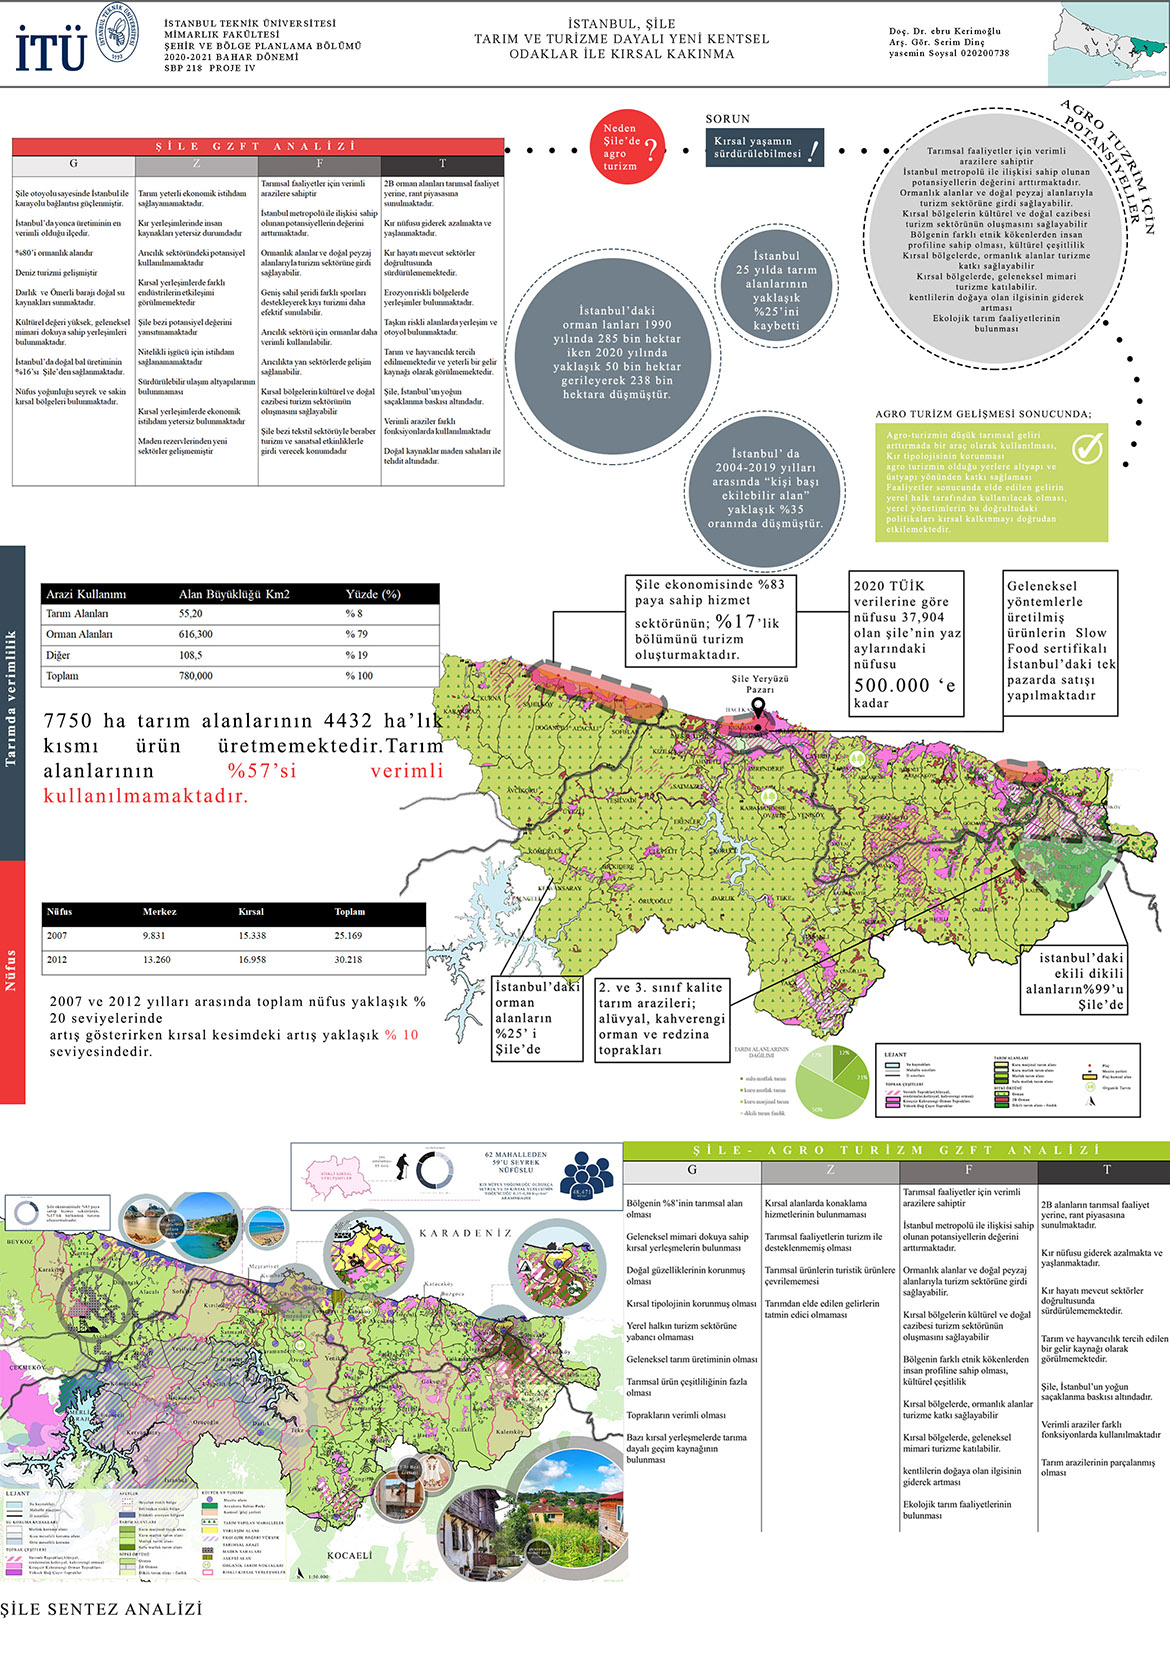 İTÜ
İSTANBUL TEKNİK ÜNİVERSİTESİ
MİMARLIK FAKÜLTESİ
ŞEHİR VE BÖLGE PLANLAMA BÖLÜMÜ
2020-2021 BAHAR DÖNEMİ
SBP 218 PROJE IV
İSTANBUL, ŞİLE
TARIM VE TURİZME DAYALI YENİ KENTSEL
ODAKLAR İLE KIRSAL KAKINMA
Doç. Dr. ebru Kerimoğlu
Arş. Gör. Serim Dinç
yasemin Soysal 020200738
ŞİLE GZFT ANALİZİ
G
Şile otoyolu sayesinde İstanbul ile
karayolu bağlantısı güçlenmiştir.
İstanbul'da yonca üretiminin en
verimli olduğu ilçedir.
%80'i ormanlık alandır
Deniz turizmi gelişmiştir
Darlık ve Ömerli barajı doğal su
kaynakları sunmaktadır.
Kültürel değeri yüksek, geleneksel
mimari dokuya sahip yerleşimleri
bulunmaktadır.
İstanbul'da doğal bal üretiminin
%16'sı Şile'den sağlanmaktadır.
Nüfus yoğunluğu seyrek ve sakin
kırsal bölgeleri bulunmaktadır.
Z
Tarım yeterli ekonomik istihdam
sağlayamamaktadır.
Kır yerleşimlerinde insan
kaynakları yetersiz durumdadır
Arıcılık sektöründeki potansiyel
kullanılmamaktadır
Kır yerleşimlerde farklı
endüstrilerin etkileşimi
görülmemektedir
Şile bezi potansiyel değerini
yansıtmamaktadır
Nitelikli işgücü için istihdam
sağlanamamaktadır
Sürdürülebilir ulaşım altyapılarının
bulunmaması
Kırsal yerleşimlerde ekonomik
istihdam yetersiz bulunmaktadır
Maden rezervlerinden yeni
sektörler gelişmemiştir
F
Tarımsal faaliyetler için verimli
arazilere sahiptir
İstanbul metropolü ile ilişkisi sahip
olunan potansiyellerin değerini
arttırmaktadır.
Ormanlık alanlar ve doğal peyzaj
alanlarıyla turizm sektörüne girdi
sağlayabilir.
Geniş sahil şeridi farklı sporları
destekleyerek kıyı turizmi daha
efektif sunulabilir.
Arıcılık sektörü için ormanlar daha
verimli kullanılabilir.
Arıcılıkta yan sektörlerde gelişim
sağlanabilir.
Kırsal bölgelerin kültürel ve doğal
cazibesi turizm sektörünün
oluşmasını sağlayabilir
Şile bezi tekstil sektörüyle beraber
turizm ve sanatsal etkinliklerle
girdi verecek konumdadır
T
2B orman alanları tarımsal faaliyet
yerine, rant piyasasına
sunulmaktadır.
Kır nüfusu giderek azalmakta ve
yaşlanmaktadır.
Kır hayatı mevcut sektörler
doğrultusunda
sürdürülememektedir.
Erozyon riskli bölgelerde
yerleşimler bulunmaktadır.
Taşkın riskli alanlarda yerleşim ve
otoyol bulunmaktadır.
Tarım ve hayvancılık tercih
edilmemektedir ve yeterli bir gelir
kaynağı olarak görülmemektedir.
Şile, İstanbul'un yoğun
saçaklanma baskısı altındadır.
Verimli araziler farklı
fonksiyonlarda kullanılmaktadır
Doğal kaynaklar maden sahaları ile
tehdit altındadır.
Neden
Şile'de
agro
turizm
?
SORUN
Kırsal yaşamın
sürdürülebilmesi
!
AGRO TUZRİM İÇİN
POTANSİYELLER
Tarımsal faaliyetler için verimli
arazilere sahiptir
İstanbul metropolü ile ilişkisi sahip olunan
potansiyellerin değerini arttırmaktadır.
Ormanlık alanlar ve doğal peyzaj alanlarıyla
turizm sektörüne girdi sağlayabilir.
Kırsal bölgelerin kültürel ve doğal cazibesi
turizm sektörünün oluşmasını sağlayabilir
Bölgenin farklı etnik kökenlerden insan
profiline sahip olması, kültürel çeşitlilik
Kırsal bölgelerde, ormanlık alanlar turizme
katkı sağlayabilir
Kırsal bölgelerde, geleneksel mimari
turizme katılabilir.
kentlilerin doğaya olan ilgisinin giderek
artması
Ekolojik tarım faaliyetlerinin
bulunması
İstanbul
25 yılda tarım
alanlarının
yaklaşık
%25'ini
kaybetti
İstanbul'daki
orman lanları 1990
yılında 285 bin hektar
iken 2020 yılında
yaklaşık 50 bin hektar
gerileyerek 238 bin
hektara düşmüştür.
İstanbul' da
2004-2019 yılları
arasında "kişi başı
ekilebilir alan"
yaklaşık %35
oranında düşmüştür.
AGRO TURİZM GELİŞMESİ SONUCUNDA;
Agro-turizmin düşük tarımsal geliri
arttırmada bir araç olarak kullanılması,
Kır tipolojisinin korunması
agro turizmin olduğu yerlere altyapı ve
üstyapı yönünden katkı sağlaması
Faaliyetler sonucunda elde edilen gelirin
yerel halk tarafından kullanılacak olması,
yerel yönetimlerin bu doğrultudaki
politikaları kırsal kalkınmayı doğrudan
etkilemektedir.
Tarımda verimlilik
Arazi Kullanımı Alan Büyüklüğü Km2 Yüzde (%)
Tarım Alanları 55,20 % 8
Orman Alanları 616,300 % 79
Diğer 108,5 % 19
Toplam 780,000 % 100
7750 ha tarım alanlarının 4432 ha'lık
kısmı ürün üretmemektedir.Tarım
alanlarının %57'si verimli
kullanılmamaktadır.
Şile ekonomisinde %83
paya sahip hizmet
sektörünün; %17'lik
bölümünü turizm
oluşturmaktadır.
2020 TÜİK
verilerine göre
nüfusu 37,904
olan şile'nin yaz
aylarındaki
nüfusu
500.000 'e
kadar
Geleneksel
yöntemlerle
üretilmiş
ürünlerin Slow
Food sertifikalı
İstanbul'daki tek
pazarda satışı
yapılmaktadır
Şile Yeryüzü
Pazarı
Nüfus
Nüfus Merkez Kırsal Toplam
2007 9.831 15.338 25.169
2012 13.260 16.958 30.218
2007 ve 2012 yılları arasında toplam nüfus yaklaşık %
20 seviyelerinde
artış gösterirken kırsal kesimdeki artış yaklaşık % 10
seviyesindedir.
İstanbul'daki
orman
alanların
%25' i
Şile'de
2. ve 3. sınıf kalite
tarım arazileri;
alüvyal, kahverengi
orman ve redzina
toprakları
istanbul'daki
ekili dikili
alanların%99'u
Şile'de
TARIM ALANLARININ
DAĞILIMI
sulu mutlak tarım
kuru mutlak tarım
kuru marjinal tarım
dikili tarım fındık
12%
21%
50%
17%
LEJANT
TARIM ALANLARI
62 MAHALLEDEN
59'U SEYREK
NÜFUSLU
48,471
KARADENİZ
BEYKOZ
ÇEKMEKÖY
KOCAELİ
LEJANT
1:50.000
ŞİLE- AGRO TURİZM GZFT ANALİZİ
G
Bölgenin %8'inin tarımsal alan
olması
Geleneksel mimari dokuya sahip
kırsal yerleşmelerin bulunması
Doğal güzelliklerinin korunmuş
olması
Kırsal tipolojinin korunmuş olması
Yerel halkın turizm sektörüne
yabancı olmaması
Geleneksel tarım üretiminin olması
Tarımsal ürün çeşitliliğinin fazla
olması
Toprakların verimli olması
Bazı kırsal yerleşmelerde tarıma
dayalı geçim kaynağının
bulunması
Z
Kırsal alanlarda konaklama
hizmetlerinin bulunmaması
Tarımsal faaliyetlerin turizm ile
desteklenmemiş olması
Tarımsal ürünlerin turistik ürünlere
çevrilememesi
Tarımdan elde edilen gelirlerin
tatmin edici olmaması
F
Tarımsal faaliyetler için verimli
arazilere sahiptir
İstanbul metropolü ile ilişkisi sahip
olunan potansiyellerin değerini
arttırmaktadır.
Ormanlık alanlar ve doğal peyzaj
alanlarıyla turizm sektörüne girdi
sağlayabilir.
Kırsal bölgelerin kültürel ve doğal
cazibesi turizm sektörünün
oluşmasını sağlayabilir
Bölgenin farklı etnik kökenlerden
insan profiline sahip olması,
kültürel çeşitlilik
Kırsal bölgelerde, ormanlık alanlar
turizme katkı sağlayabilir
Kırsal bölgelerde, geleneksel
mimari turizme katılabilir.
kentlilerin doğaya olan ilgisinin
giderek artması
Ekolojik tarım faaliyetlerinin
bulunması
T
2B alanların tarımsal faaliyet
yerine, rant piyasasına
sunulmaktadır.
Kır nüfusu giderek azalmakta ve
yaşlanmaktadır.
Kır hayatı mevcut sektörler
doğrultusunda
sürdürülememektedir.
Tarım ve hayvancılık tercih edilen
bir gelir kaynağı olarak
görülmemektedir.
Şile, İstanbul'un yoğun
saçaklanma baskısı altındadır.
Verimli araziler farklı
fonksiyonlarda kullanılmaktadır
Tarım arazilerinin parçalanmış
olması
ŞİLE SENTEZ ANALİZİ